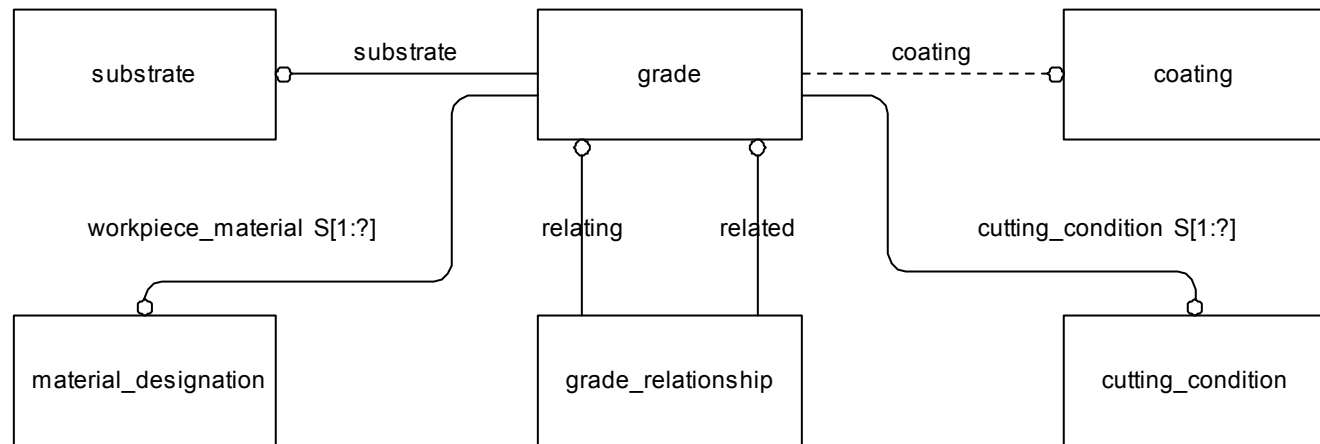 substrate
substrate
grade
coating
coating
workpiece_material S[1:?]
relating
related
cutting_condition S[1:?]
material_designation
grade_relationship
cutting_condition